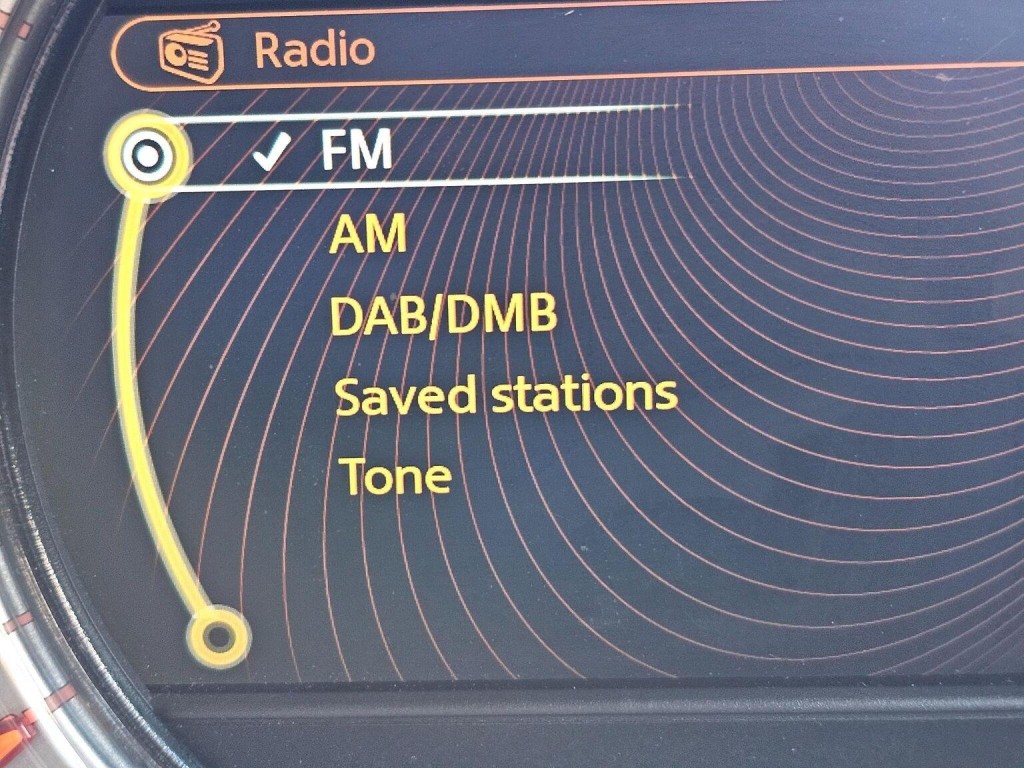 Radio
FM
AM
DAB/DMB
Saved stations
Tone